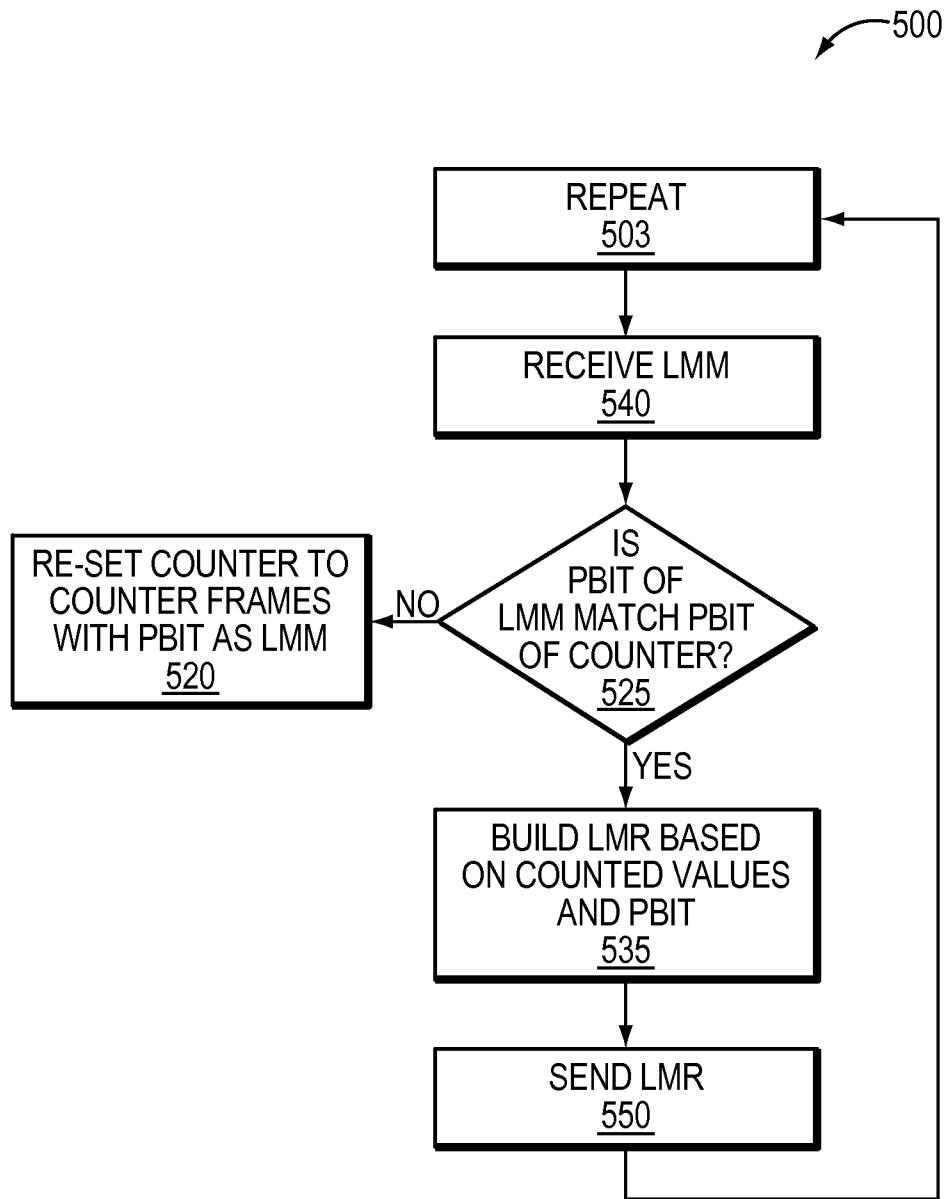 500
REPEAT
503
RECEIVE LMM
540
IS
PBIT OF
LMM MATCH PBIT
OF COUNTER?
525
NO
RE-SET COUNTER TO
COUNTER FRAMES
WITH PBIT AS LMM
520
YES
BUILD LMR BASED
ON COUNTED VALUES
AND PBIT
535
SEND LMR
550